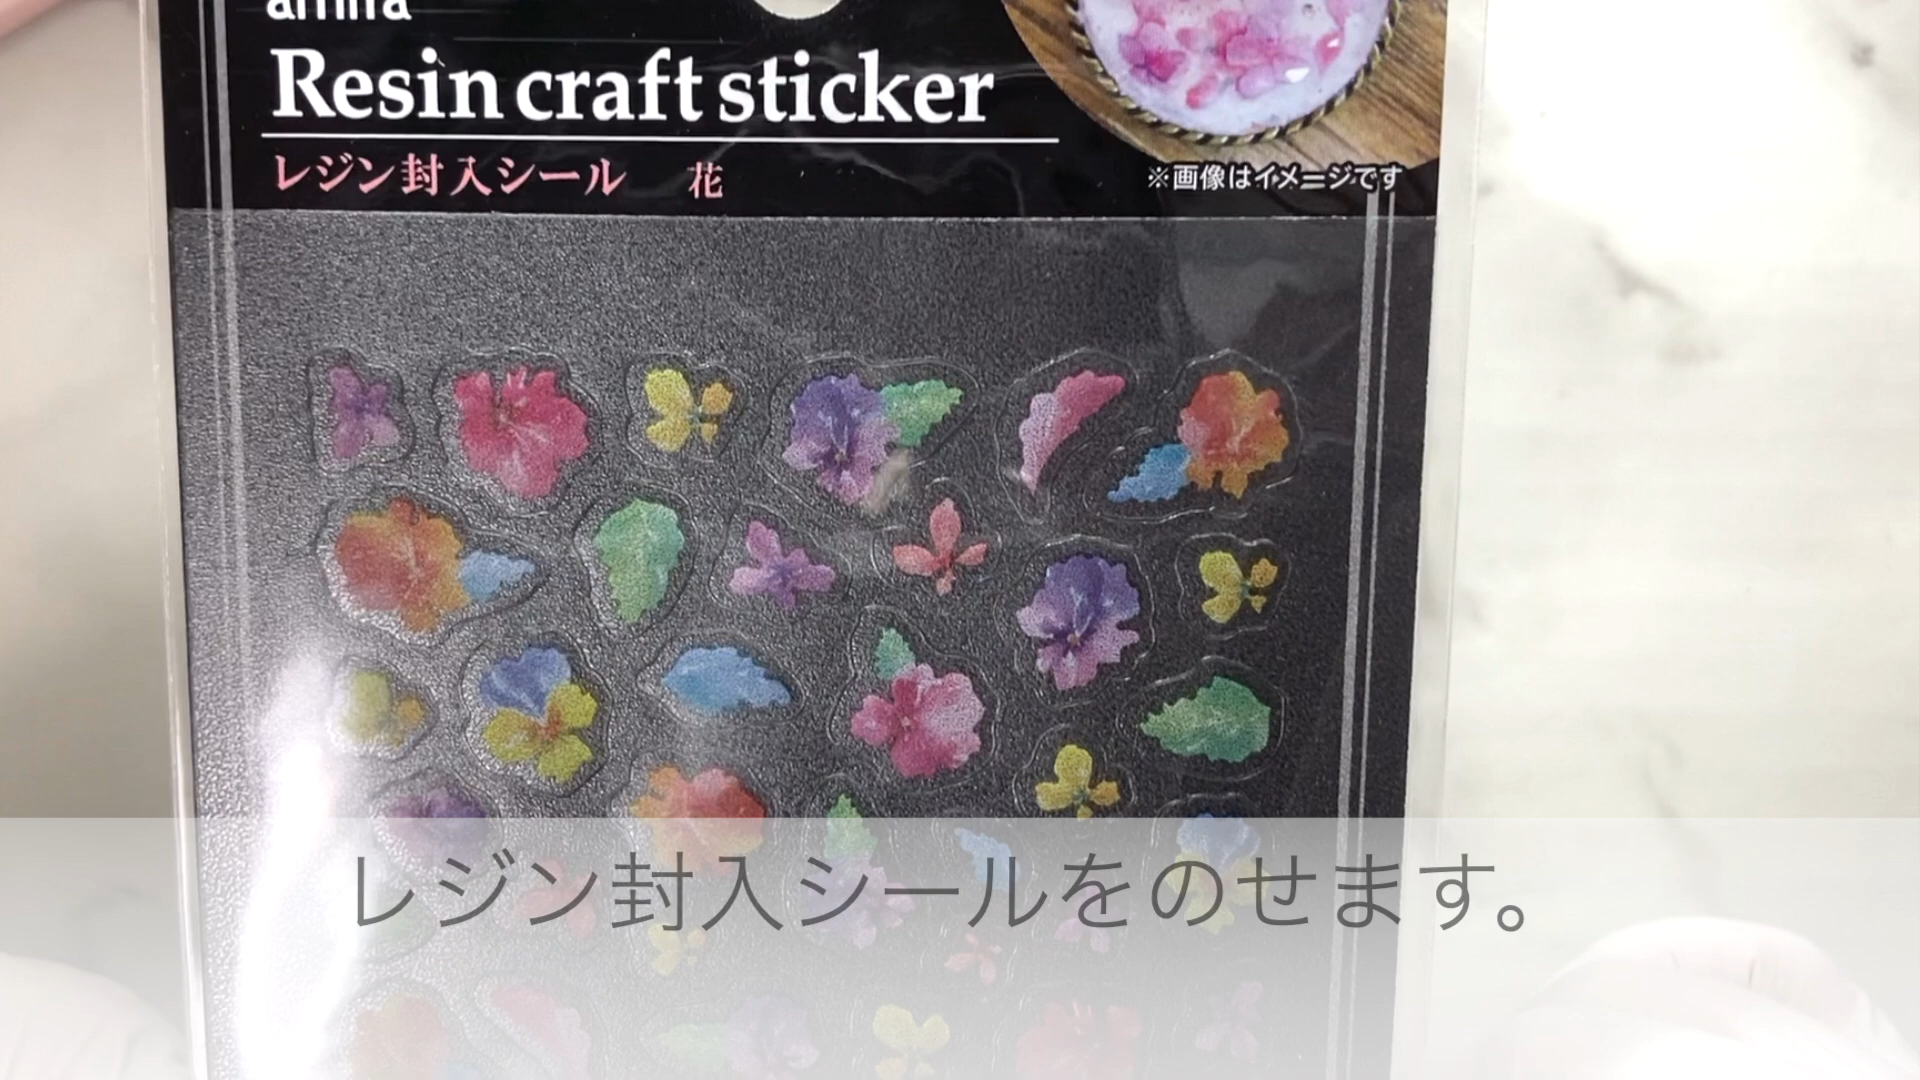 Resin craft sticker
レジン封入シール 花
※画像はイメージです
レジン封入シールをのせます。